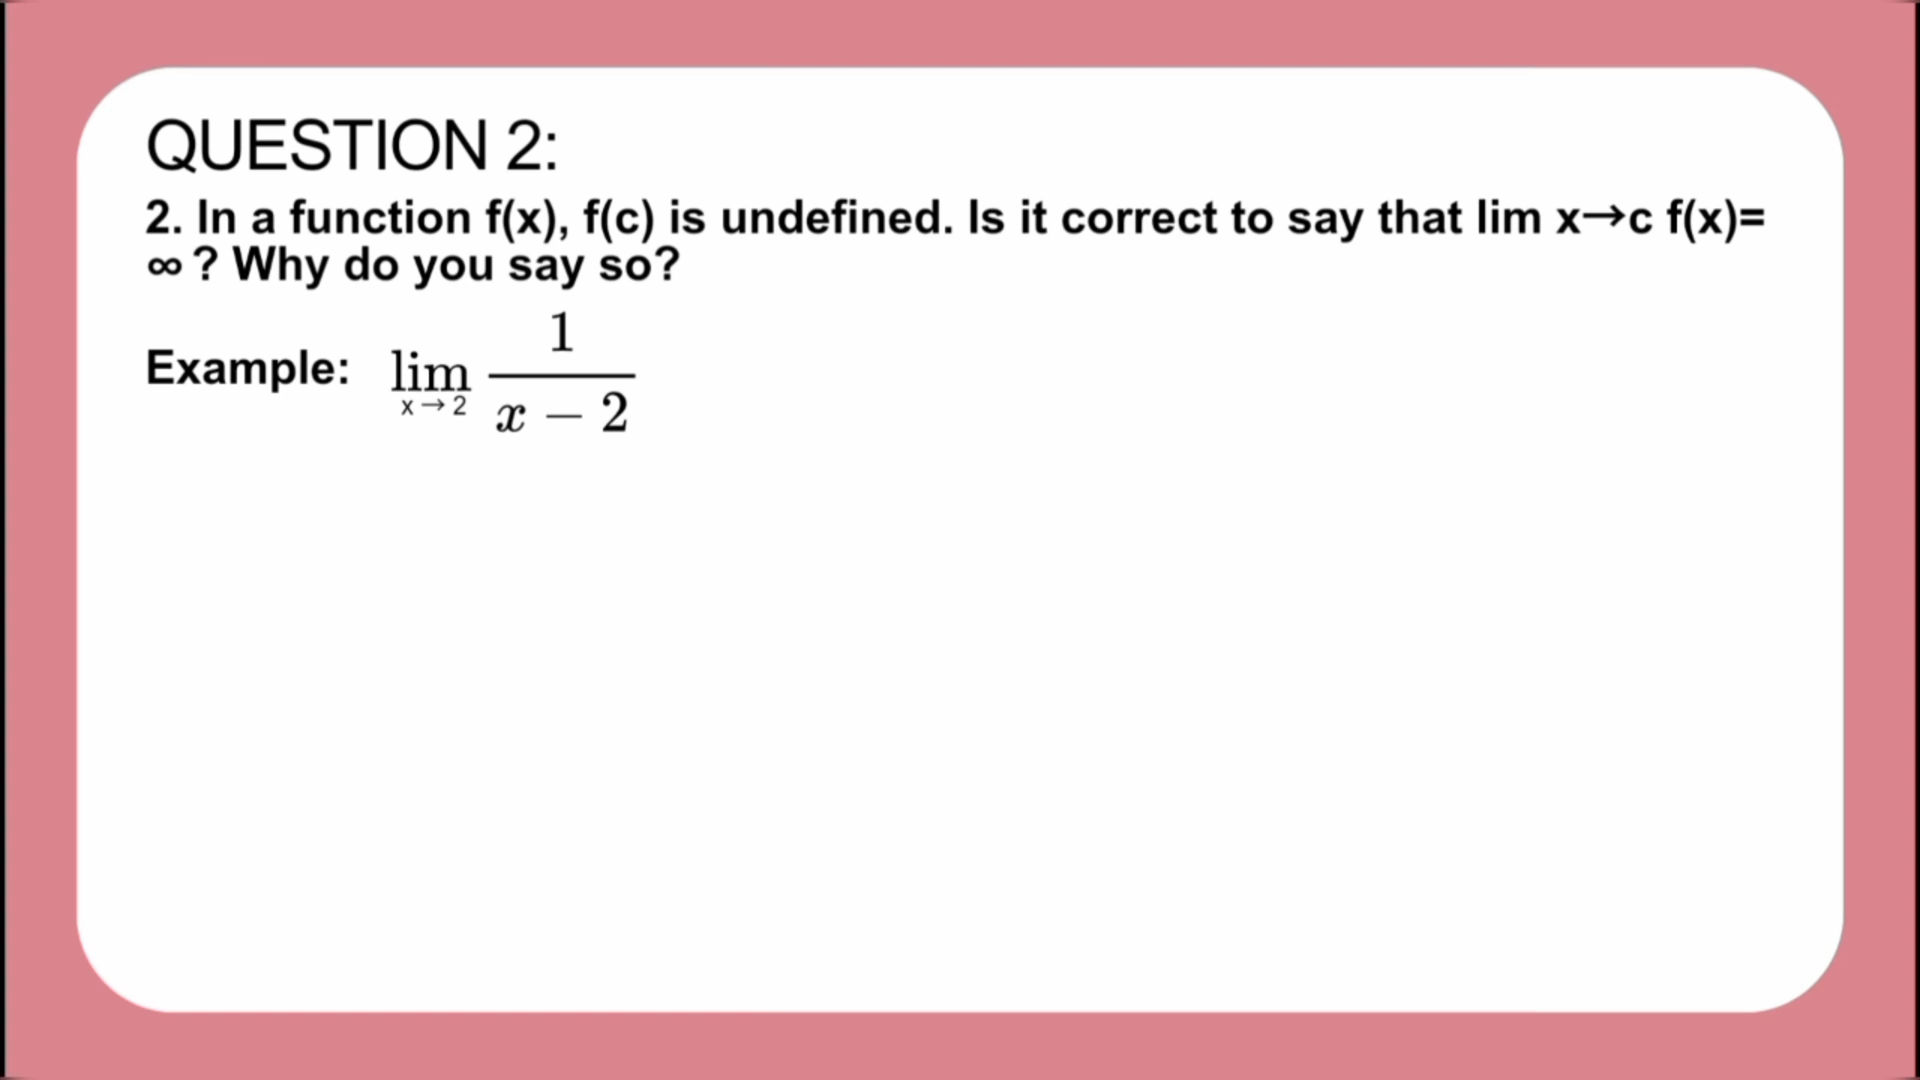 QUESTION 2:
2. In a function f(x), f(c) is undefined. Is it correct to say that lim x→c f(x)=
∞ ? Why do you say so?
Example: lim x→2 1/(x − 2)